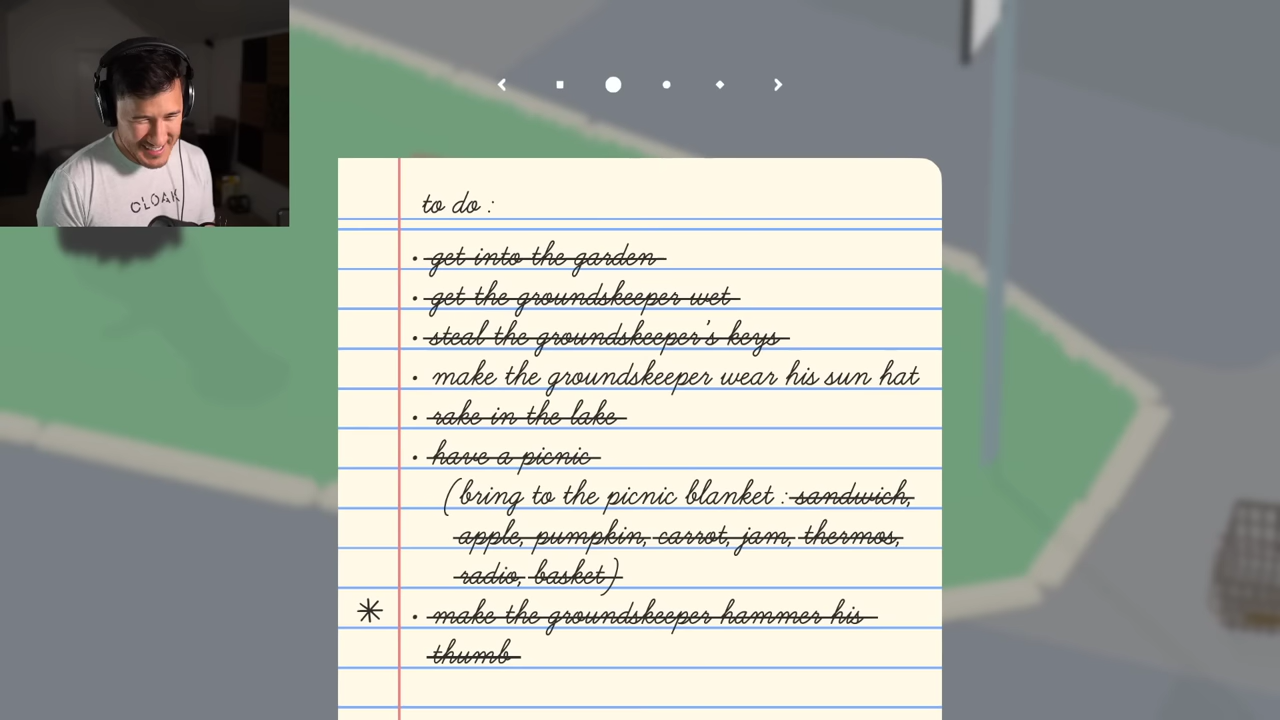 CLOAK
to do :
• get into the garden
• get the groundskeeper wet
• steal the groundskeeper's keys
• make the groundskeeper wear his sun hat
• rake in the lake
• have a picnic
(bring to the picnic blanket : sandwich,
apple, pumpkin, carrot, jam, thermos,
radio, basket)
• make the groundskeeper hammer his
thumb